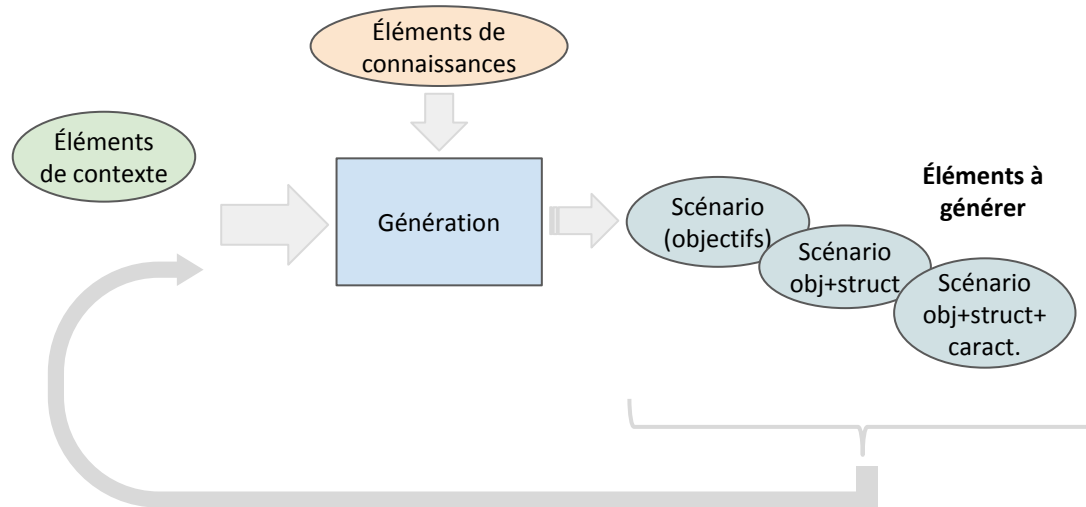 Éléments de
connaissances
Éléments
de contexte
Génération
Scénario
(objectifs)
Scénario
obj+struct
Éléments à
générer
Scénario
obj+struct+
caract.